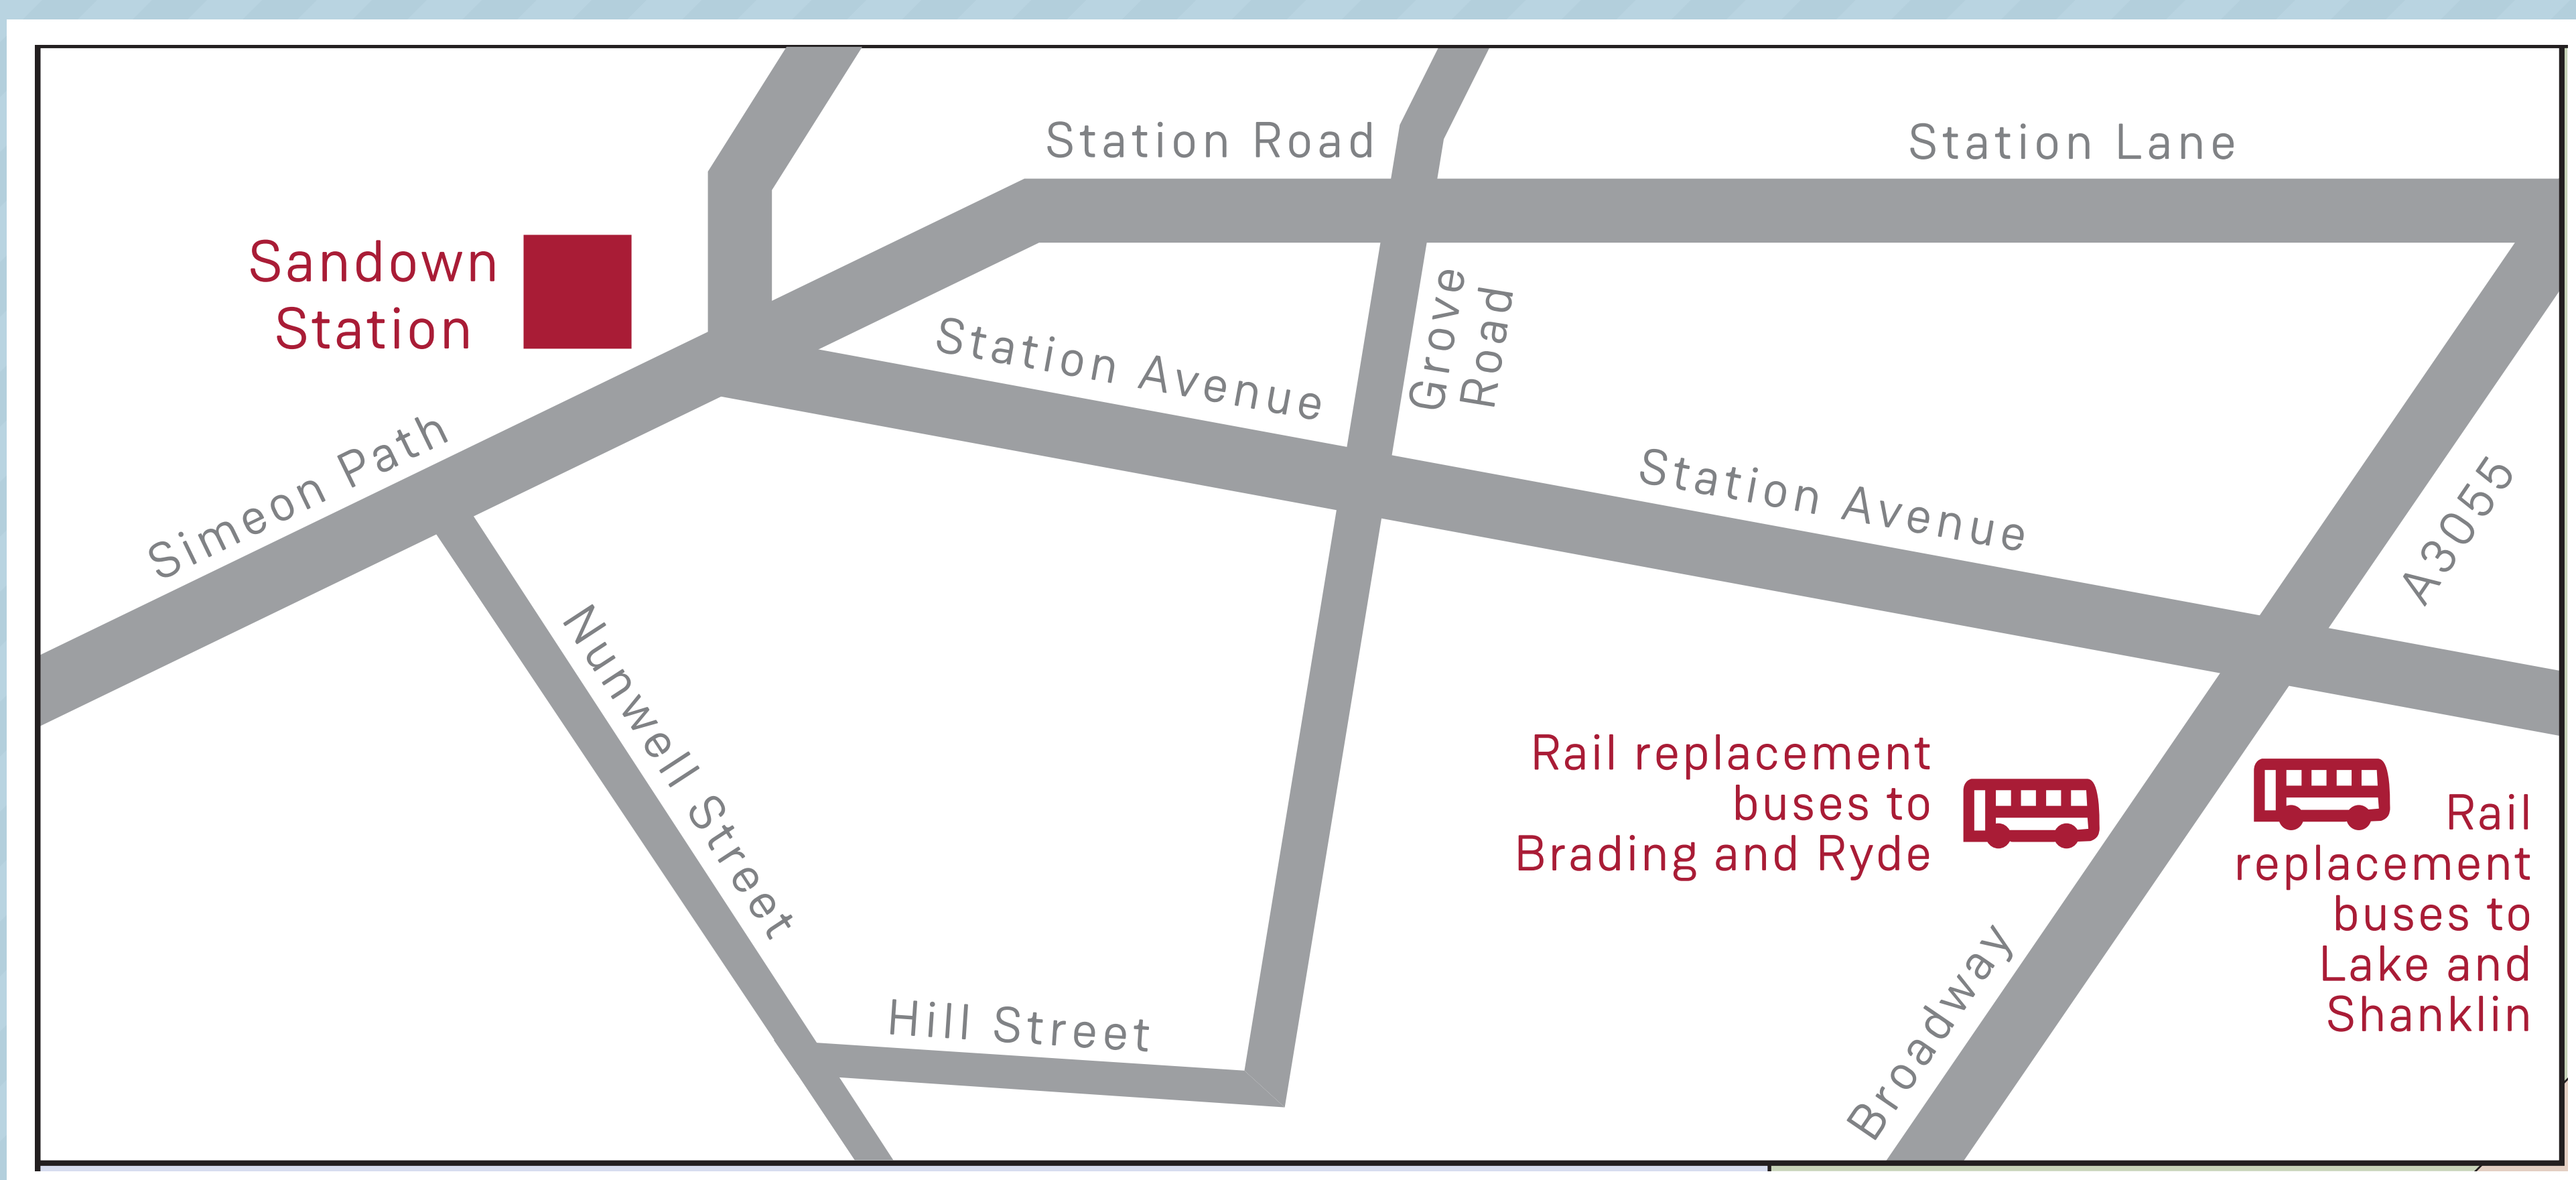 Station Road
Station Lane
Sandown
Station
Grove
Road
Station Avenue
Simeon Path
Station Avenue
A3055
Nunwell Street
Rail replacement
buses to
Brading and Ryde
Rail
replacement
buses to
Lake and
Shanklin
Hill Street
Broadway